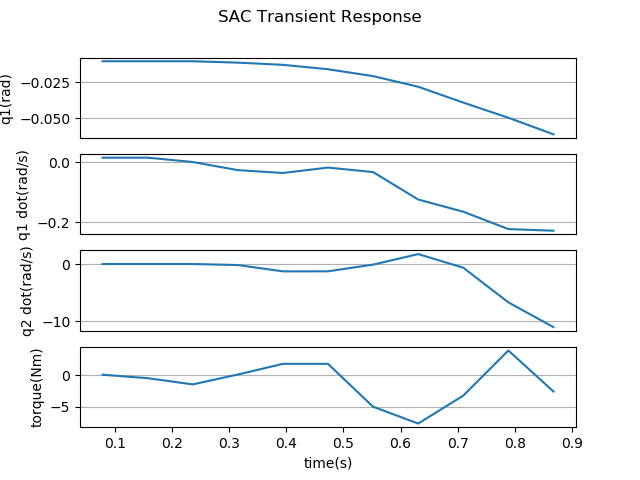 SAC Transient Response
q1(rad)
−0.025
−0.050
q1 dot(rad/s)
0.0
−0.2
q2 dot(rad/s)
0
−10
torque(Nm)
0
−5
0.1 0.2 0.3 0.4 0.5 0.6 0.7 0.8 0.9
time(s)